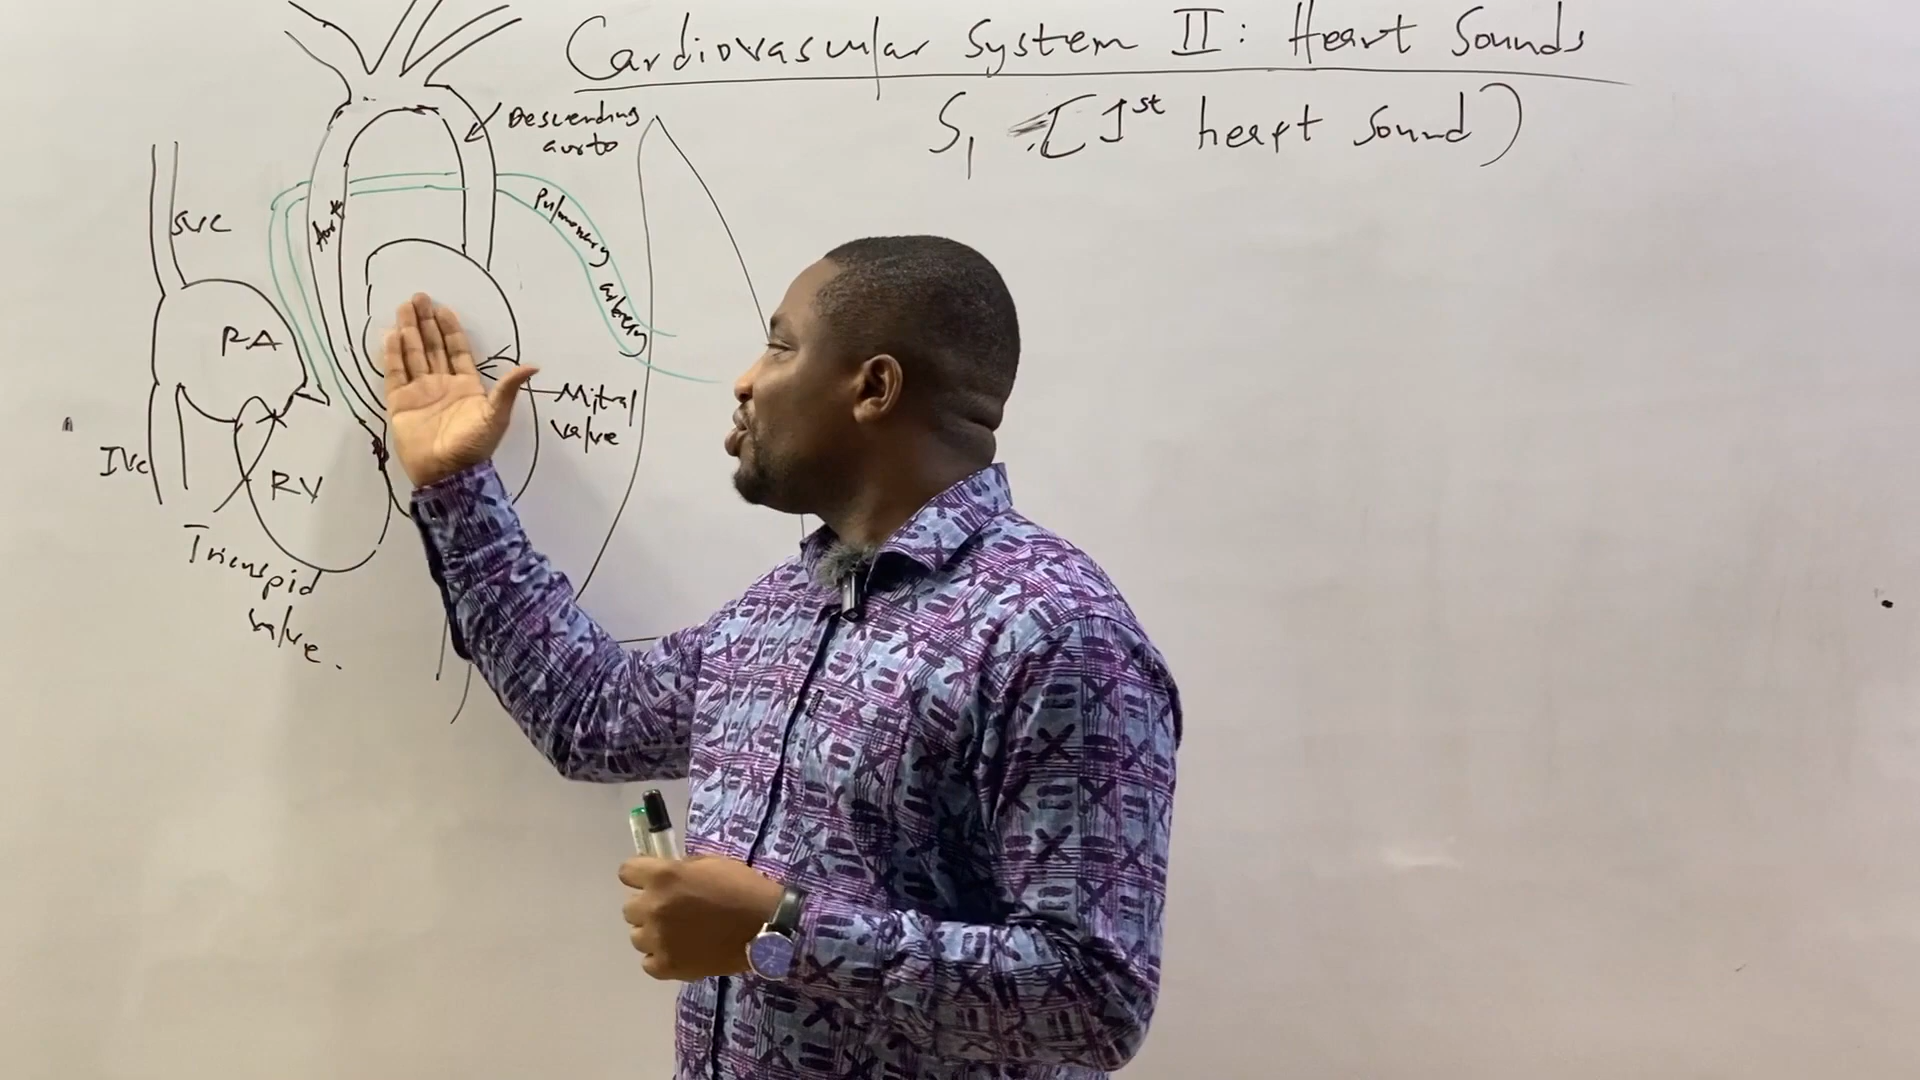 Cardiovascular System II: Heart Sounds
S1 [1st heart sound)
Descending
aorta
SVC
Aorta
Pulmonary artery
RA
Mitral
valve
IVC
RV
Tricuspid
valve.